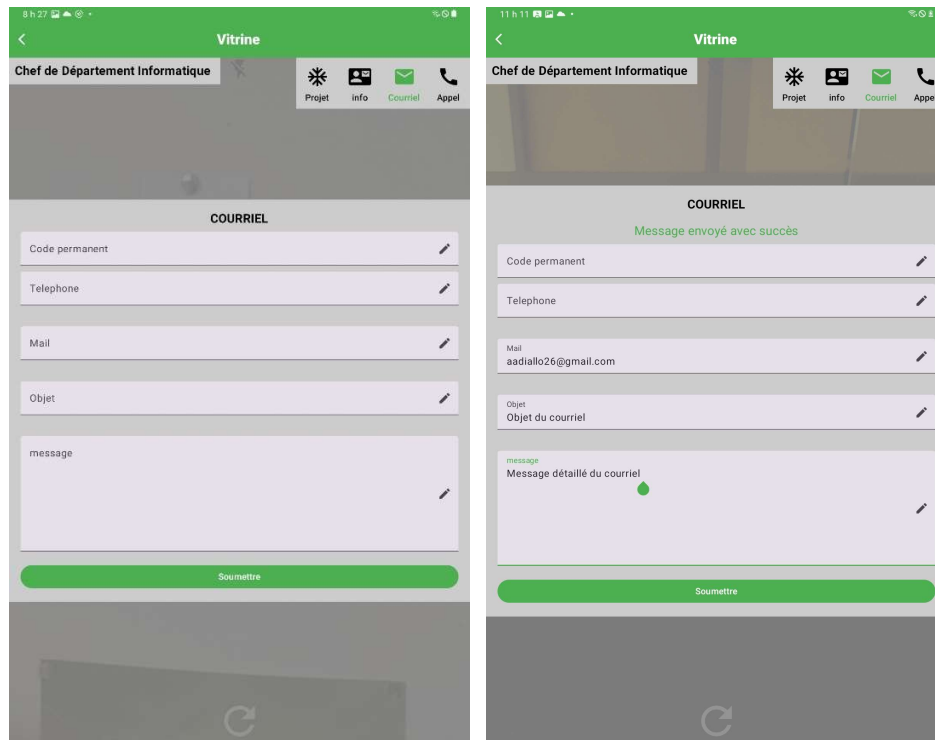 8 h 27
Vitrine
Chef de Département Informatique
Projet info Courriel Appel
COURRIEL
Code permanent
Telephone
Mail
Objet
message
Soumettre
11 h 11
Vitrine
Chef de Département Informatique
Projet info Courriel Appe
COURRIEL
Message envoyé avec succès
Code permanent
Telephone
Mail
aadiallo26@gmail.com
Objet
Objet du courriel
message
Message détaillé du courriel
Soumettre